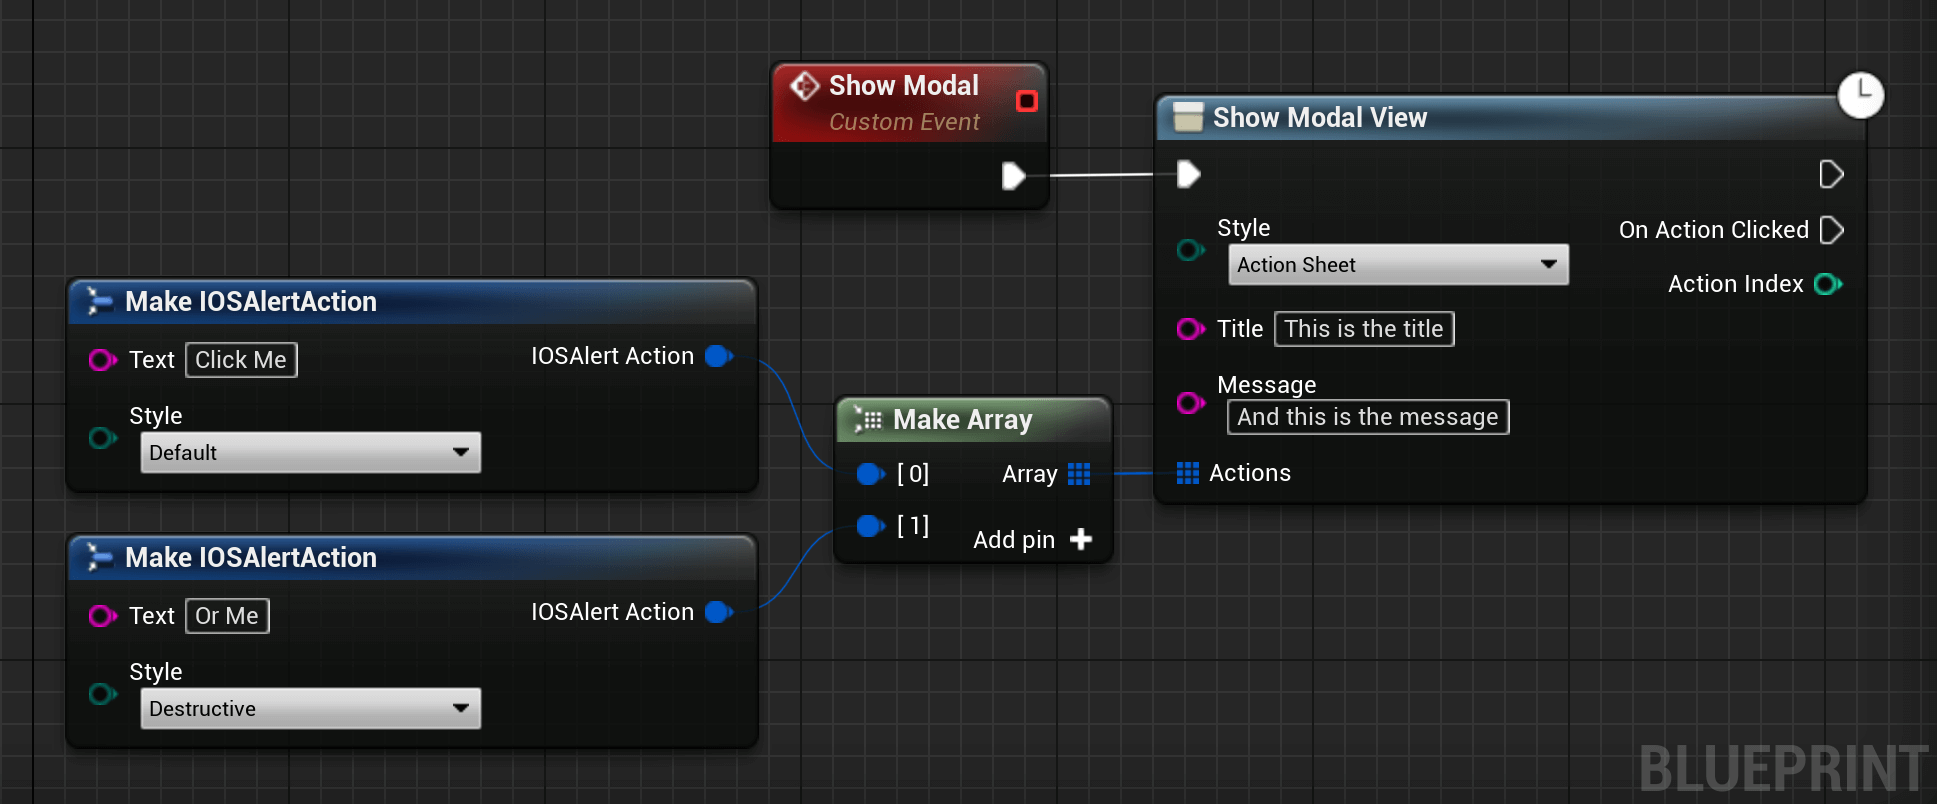 Show Modal
Custom Event
Show Modal View
Style
Action Sheet
On Action Clicked
Action Index
Title This is the title
Message
And this is the message
Actions
Make IOSAlertAction
Text Click Me
IOSAlert Action
Style
Default
Make Array
[ 0]
Array
[ 1]
Add pin
Make IOSAlertAction
Text Or Me
IOSAlert Action
Style
Destructive
BLUEPRINT